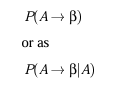 P(A → β)
or as
P(A → β|A)